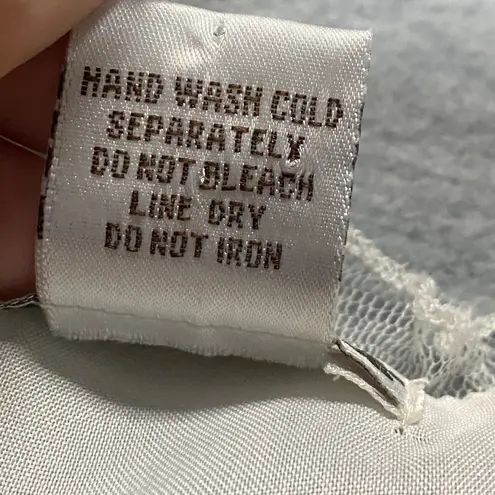 HAND WASH COLD
SEPARATELY
DO NOT BLEACH
LINE DRY
DO NOT IRON